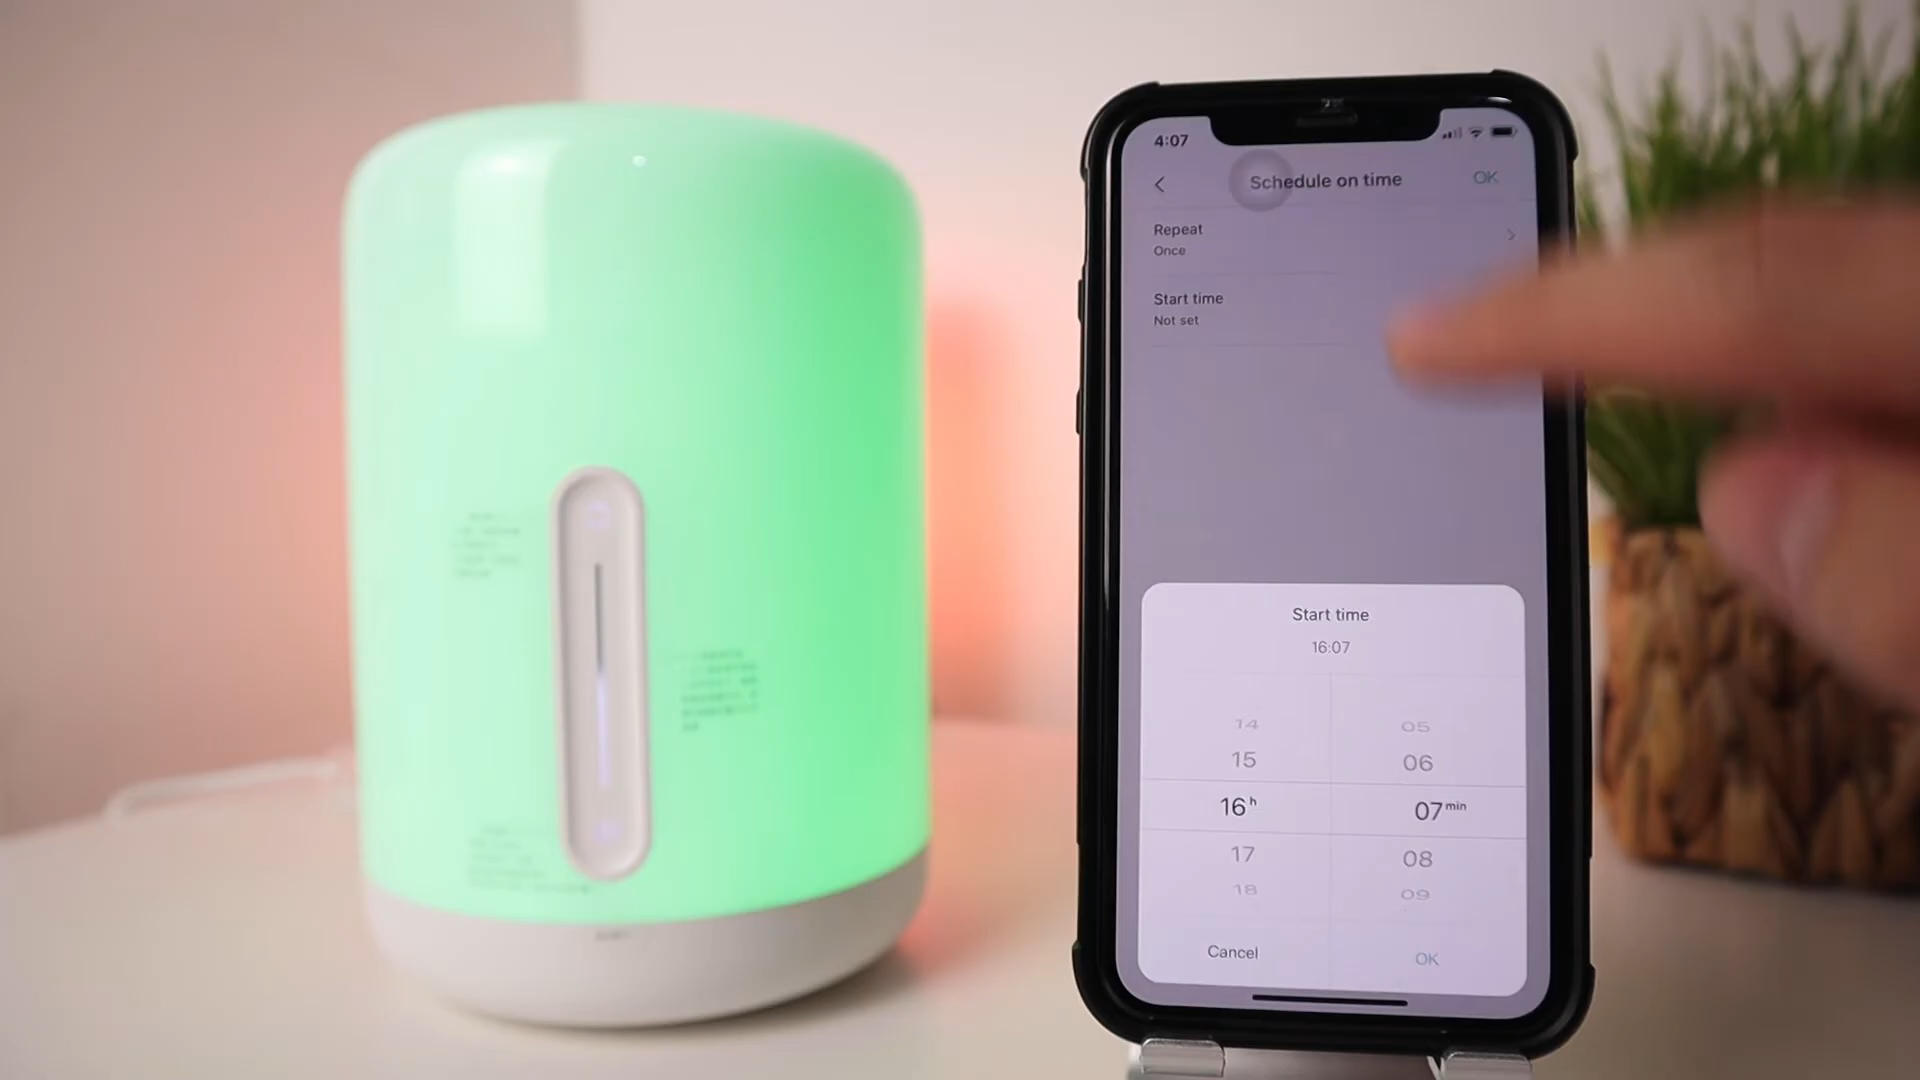 4:07
Schedule on time
OK
Repeat
Once
Start time
Not set
Start time
16:07
14 05
15 06
16 h 07 min
17 08
18 09
Cancel OK